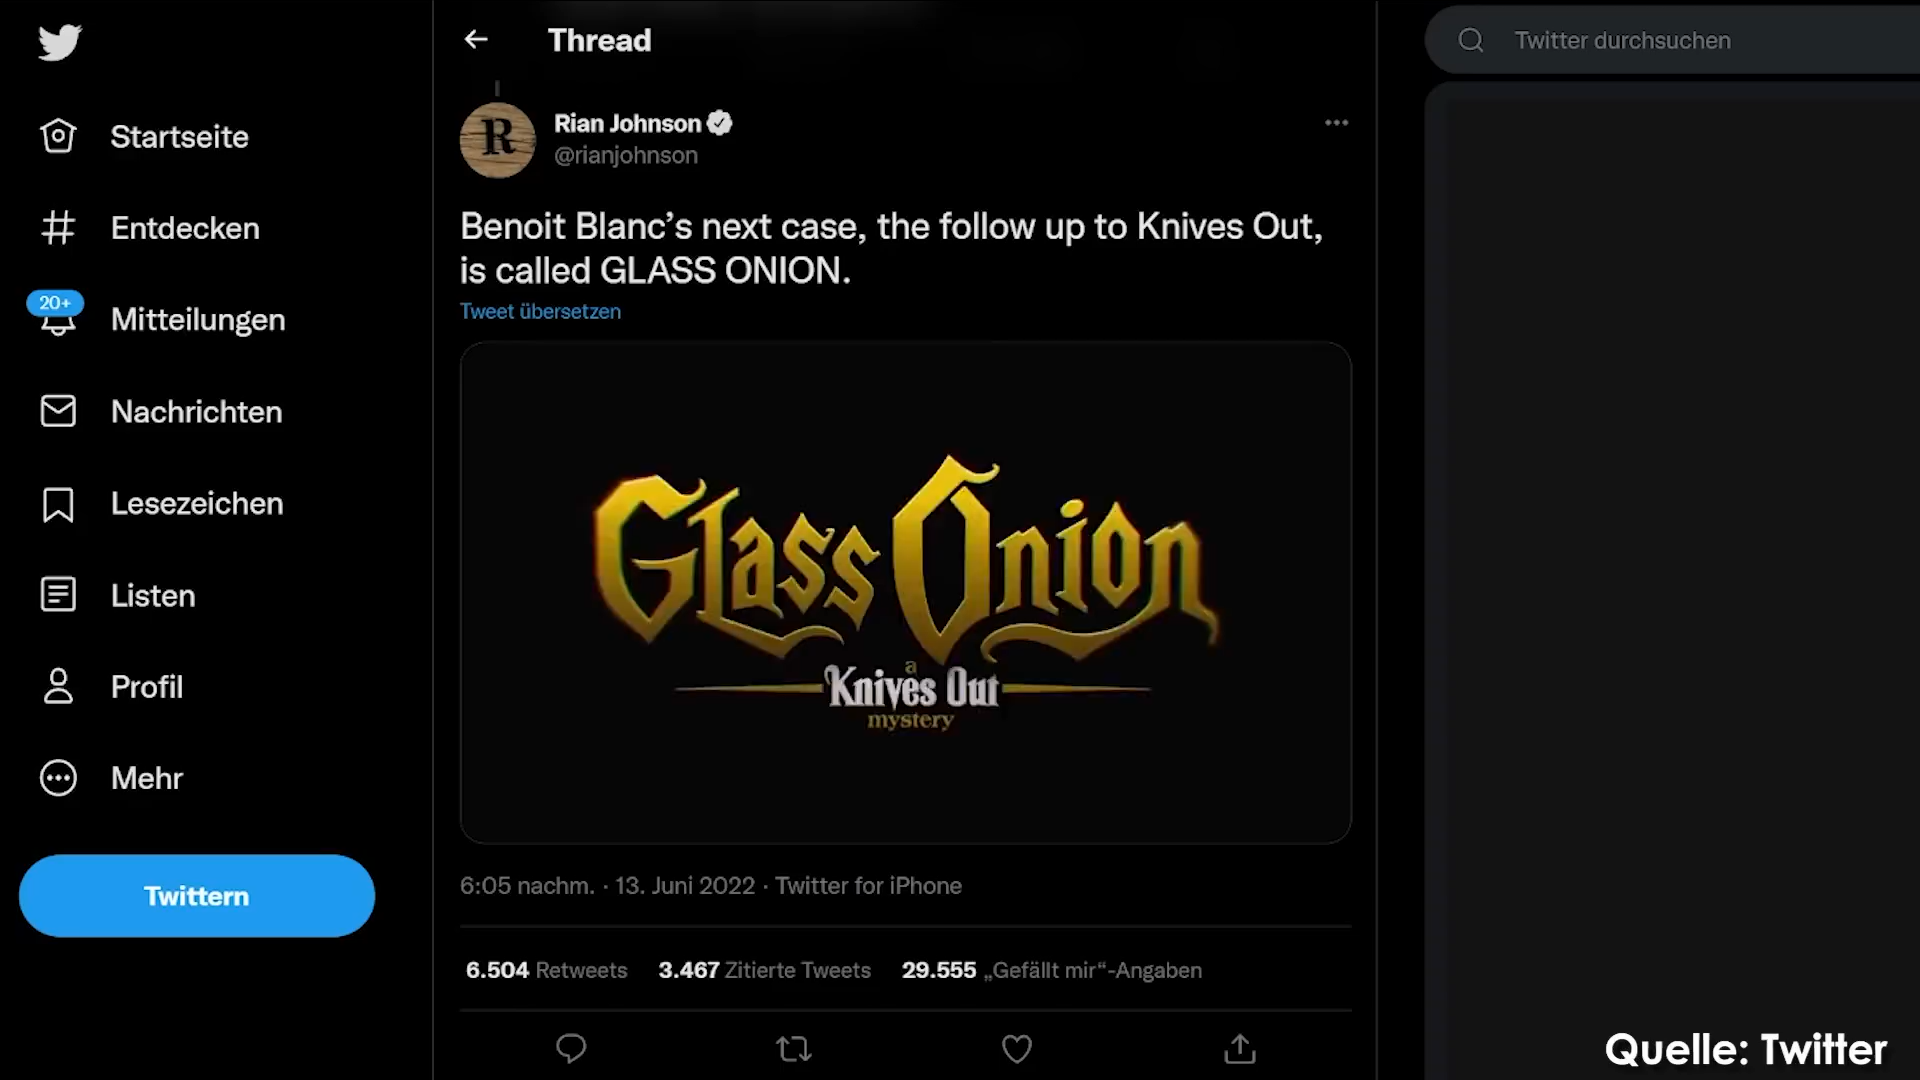 Thread
Twitter durchsuchen
Startseite
Entdecken
20+
Mitteilungen
Nachrichten
Lesezeichen
Listen
Profil
Mehr
Twittern
R
Rian Johnson
@rianjohnson
Benoit Blanc’s next case, the follow up to Knives Out,
is called GLASS ONION.
Tweet übersetzen
Glass Onion
a
Knives Out
mystery
6:05 nachm. · 13. Juni 2022 · Twitter for iPhone
6.504 Retweets 3.467 Zitierte Tweets 29.555 „Gefällt mir“-Angaben
Quelle: Twitter